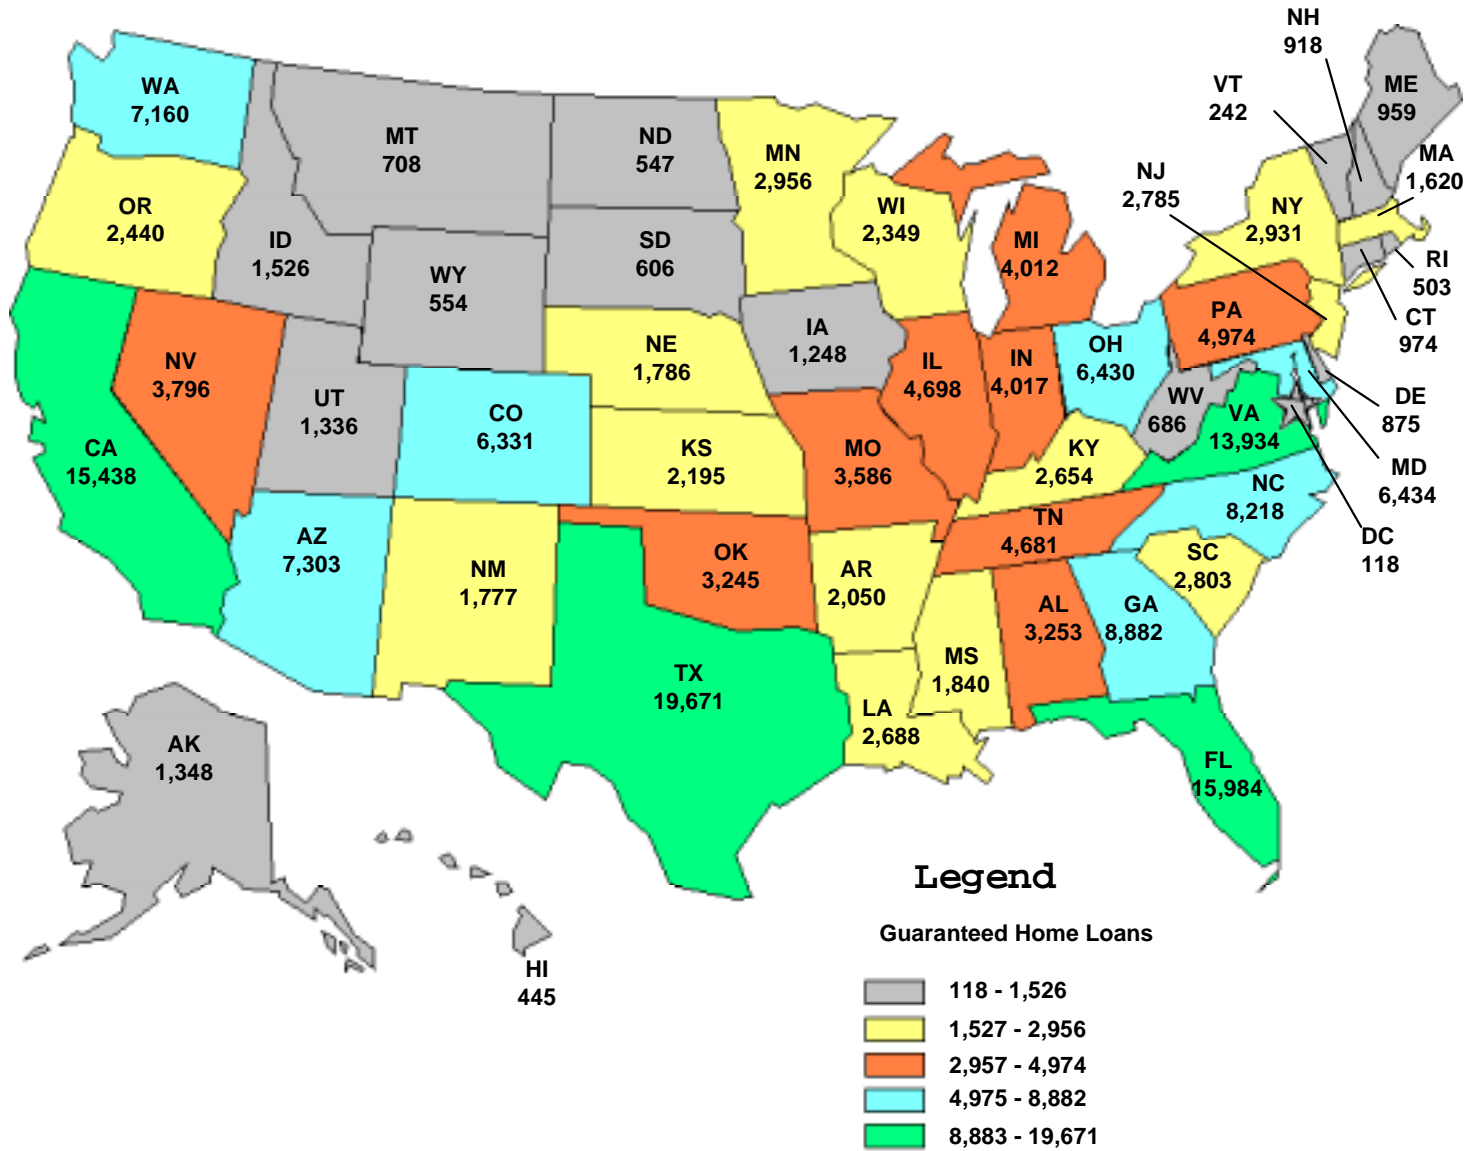 NH
918
VT
242
ME
959
WA
7,160
MT
708
ND
547
MN
2,956
MA
1,620
NJ
2,785
OR
2,440
ID
1,526
WY
554
SD
606
WI
2,349
MI
4,012
NY
2,931
RI
503
CT
974
NV
3,796
UT
1,336
NE
1,786
IA
1,248
IL
4,698
IN
4,017
OH
6,430
PA
4,974
WV
686
VA
13,934
DE
875
MD
6,434
DC
118
CA
15,438
CO
6,331
KS
2,195
MO
3,586
KY
2,654
NC
8,218
AZ
7,303
NM
1,777
OK
3,245
AR
2,050
TN
4,681
SC
2,803
TX
19,671
LA
2,688
MS
1,840
AL
3,253
GA
8,882
FL
15,984
AK
1,348
HI
445
Legend
Guaranteed Home Loans
118 - 1,526
1,527 - 2,956
2,957 - 4,974
4,975 - 8,882
8,883 - 19,671